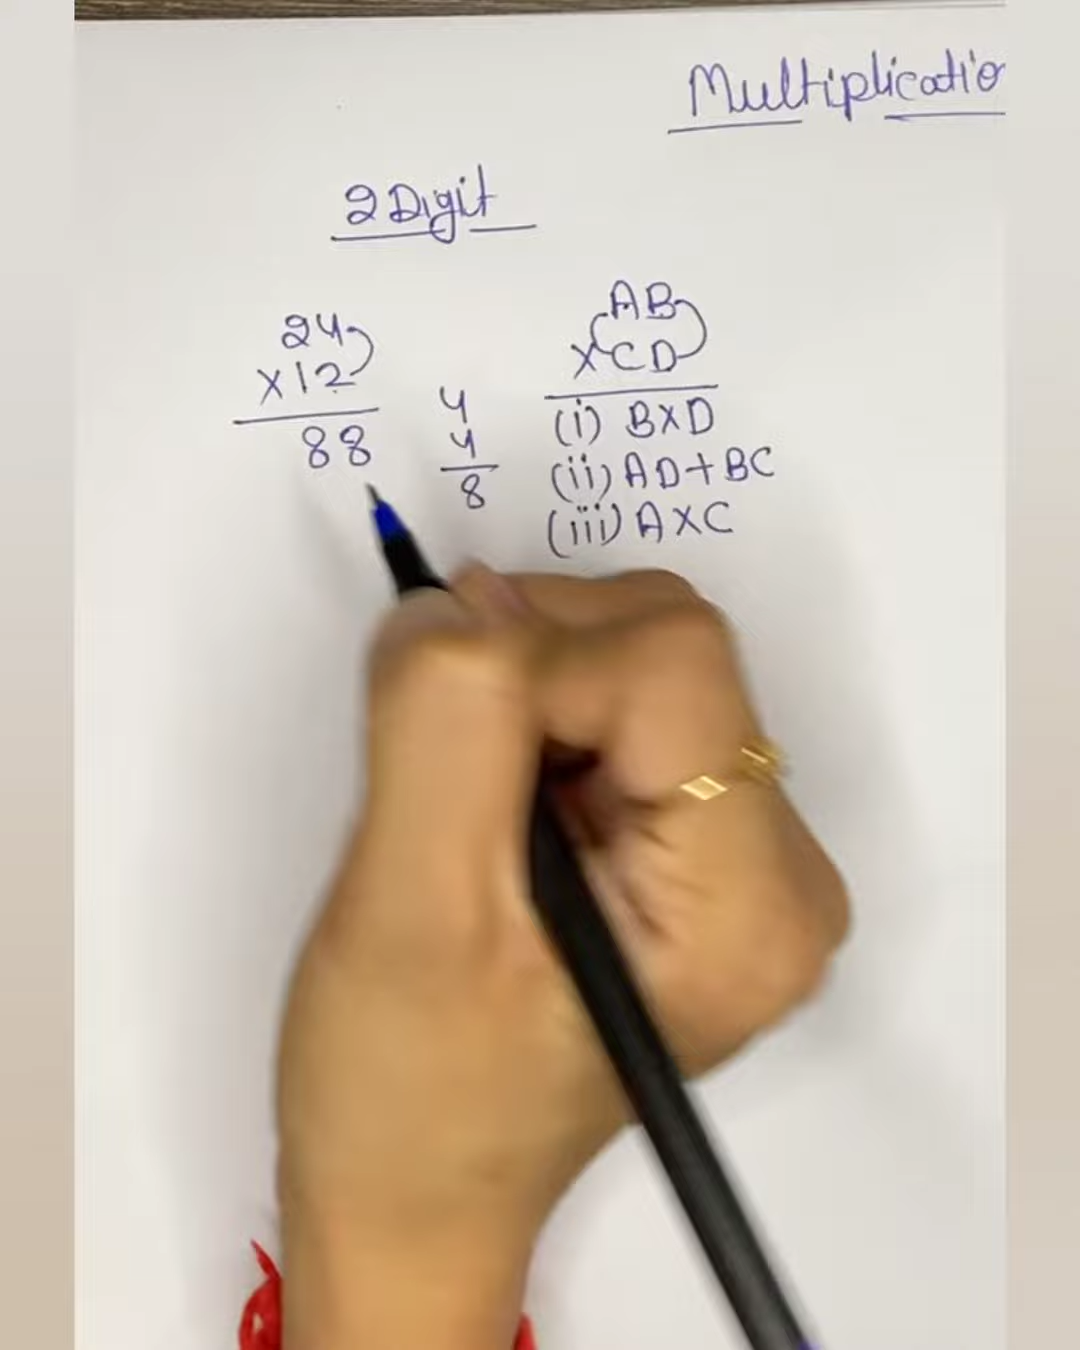 Multiplicatio
2 Digit
24
×12
88
4
4
8
AB
×CD
(i) B×D
(ii) AD+BC
(iii) A×C